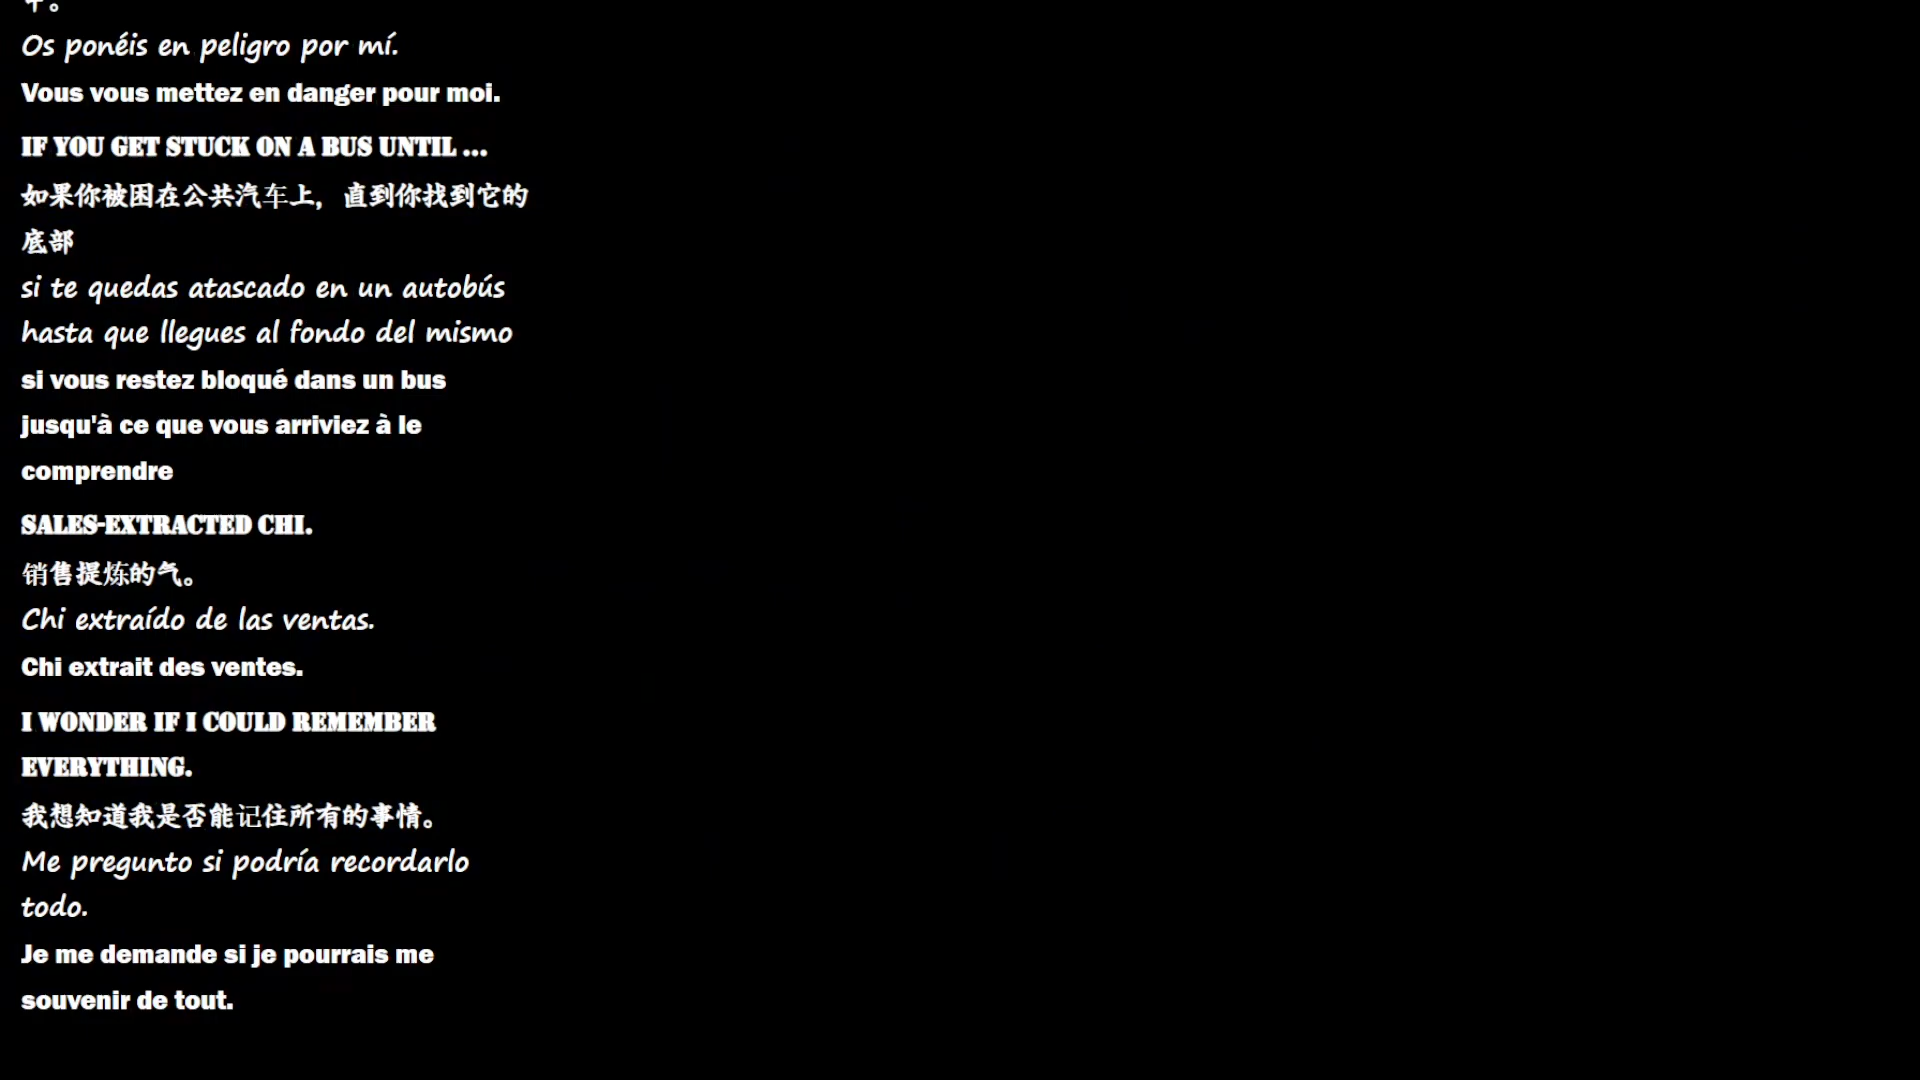 Os ponéis en peligro por mí.
Vous vous mettez en danger pour moi.
IF YOU GET STUCK ON A BUS UNTIL ...
如果你被困在公共汽车上，直到你找到它的
底部
si te quedas atascado en un autobús
hasta que llegues al fondo del mismo
si vous restez bloqué dans un bus
jusqu'à ce que vous arriviez à le
comprendre
SALES-EXTRACTED CHI.
销售提炼的气。
Chi extraído de las ventas.
Chi extrait des ventes.
I WONDER IF I COULD REMEMBER
EVERYTHING.
我想知道我是否能记住所有的事情。
Me pregunto si podría recordarlo
todo.
Je me demande si je pourrais me
souvenir de tout.